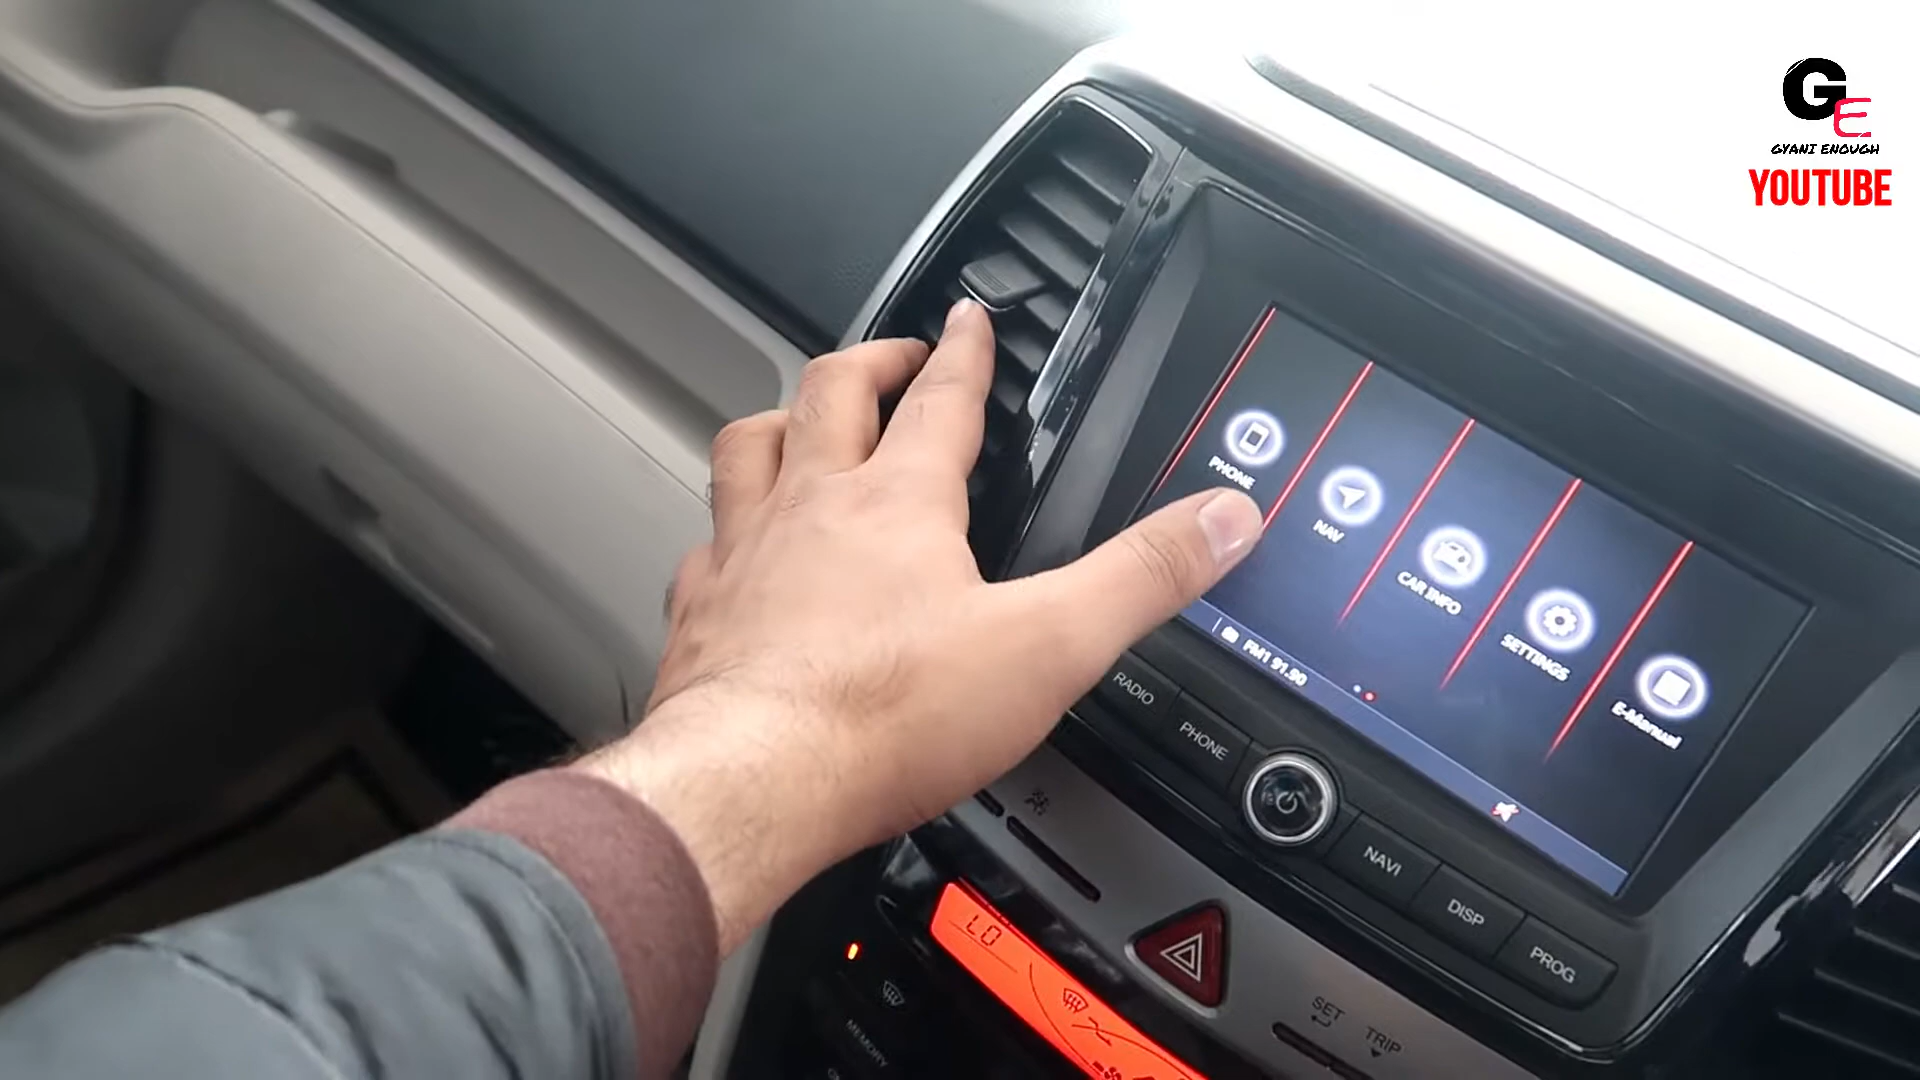 GE
GYANI ENOUGH
YOUTUBE
PHONE
NAV
CAR INFO
SETTINGS
E-Manual
FM1 91.90
RADIO
PHONE
NAVI
DISP
PROG
LO
SET
TRIP
MEMORY